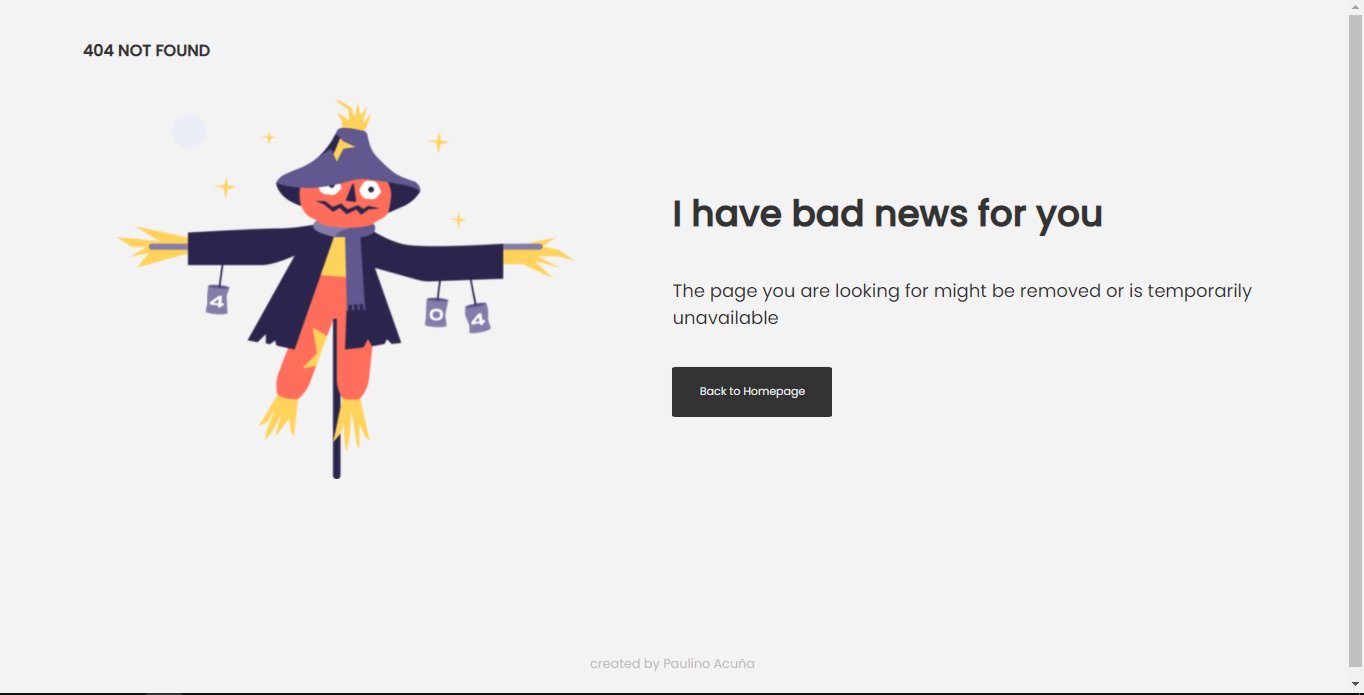 404 NOT FOUND
I have bad news for you
The page you are looking for might be removed or is temporarily
unavailable
Back to Homepage
4
0
4
created by Paulino Acuña